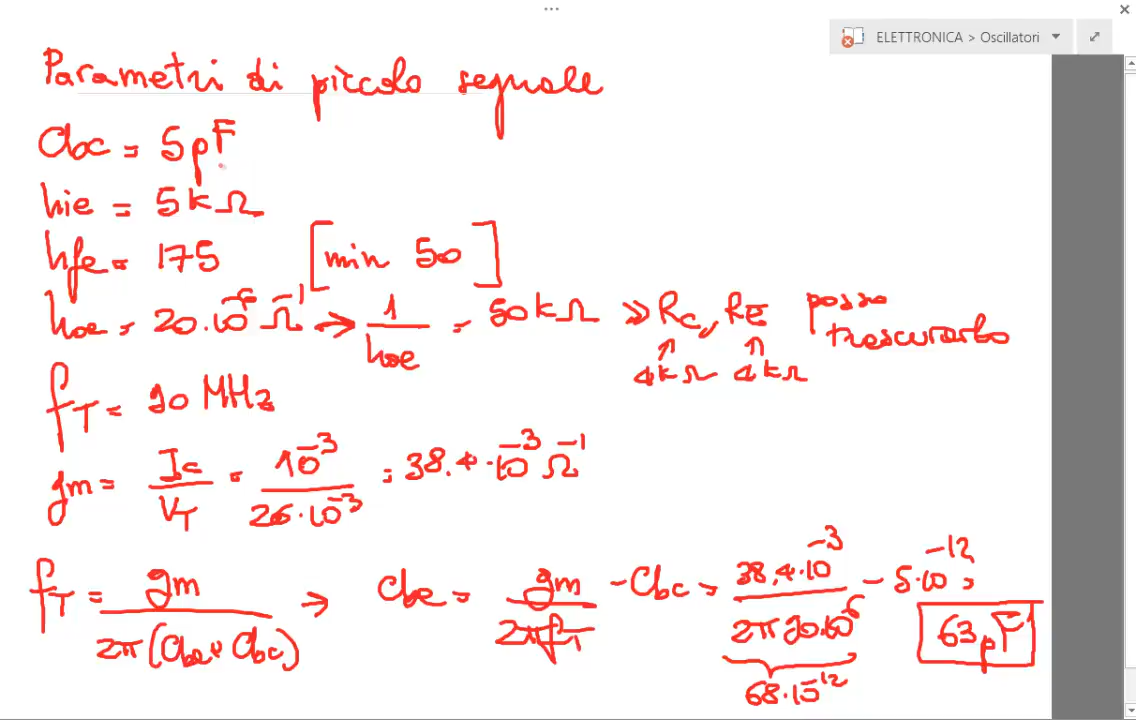 ELETTRONICA > Oscillatori
Parametri di piccolo segnale
Cbc = 5pF
hie = 5kΩ
hfe = 175 [min 50]
hoe = 20·10⁻⁶ Ω⁻¹ → 1/hoe = 50kΩ >> Rc, RE posso trascurarlo
↑ 4kΩ ↑ 4kΩ
fT = 90 MHz
gm = Ic/VT = 10⁻³/(26·10⁻³) = 38.4·10⁻³ Ω⁻¹
fT = gm/(2π(Cbe+Cbc)) → Cbe = gm/(2πfT) - Cbc = 38.4·10⁻³/(2π90·10⁶) - 5·10⁻¹² = 63pF
68·10⁻¹²